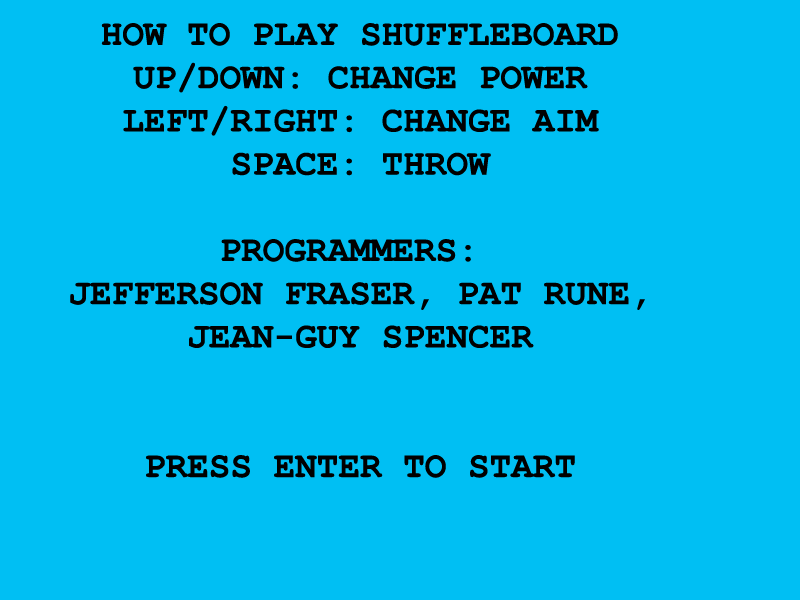 HOW TO PLAY SHUFFLEBOARD
UP/DOWN: CHANGE POWER
LEFT/RIGHT: CHANGE AIM
SPACE: THROW
PROGRAMMERS:
JEFFERSON FRASER, PAT RUNE,
JEAN-GUY SPENCER
PRESS ENTER TO START